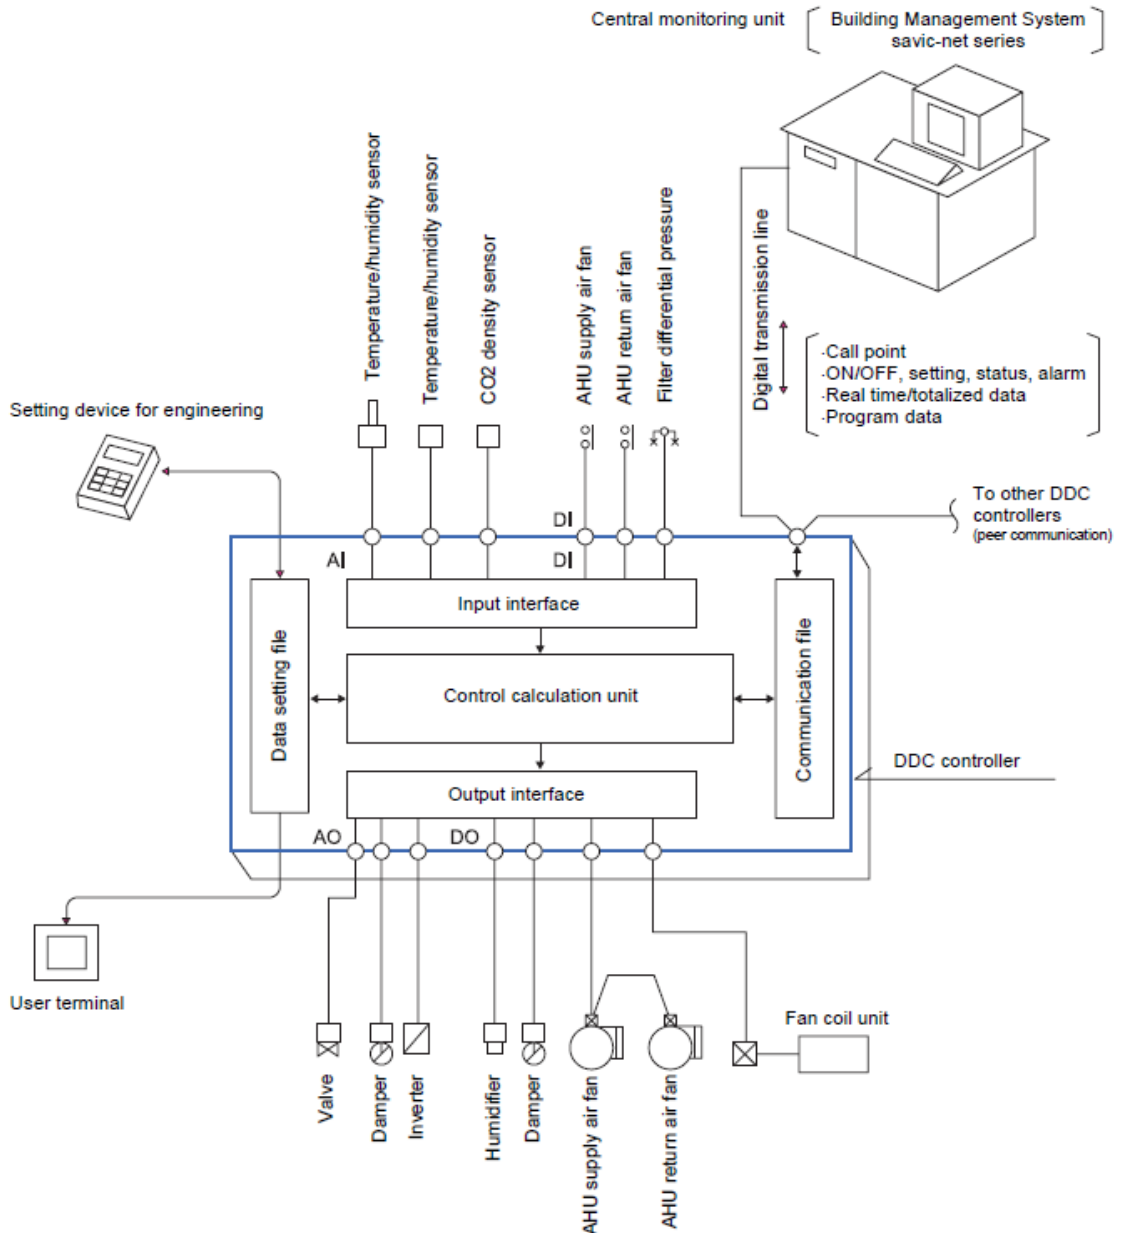 Central monitoring unit
Building Management System
savic-net series
Temperature/humidity sensor
Temperature/humidity sensor
CO2 density sensor
AHU supply air fan
AHU return air fan
Filter differential pressure
Digital transmission line
·Call point
·ON/OFF, setting, status, alarm
·Real time/totalized data
·Program data
Setting device for engineering
To other DDC
controllers
(peer communication)
DI
AI
DI
Input interface
Data setting file
Control calculation unit
Communication file
DDC controller
Output interface
AO
DO
User terminal
Fan coil unit
Valve
Damper
Inverter
Humidifier
Damper
AHU supply air fan
AHU return air fan